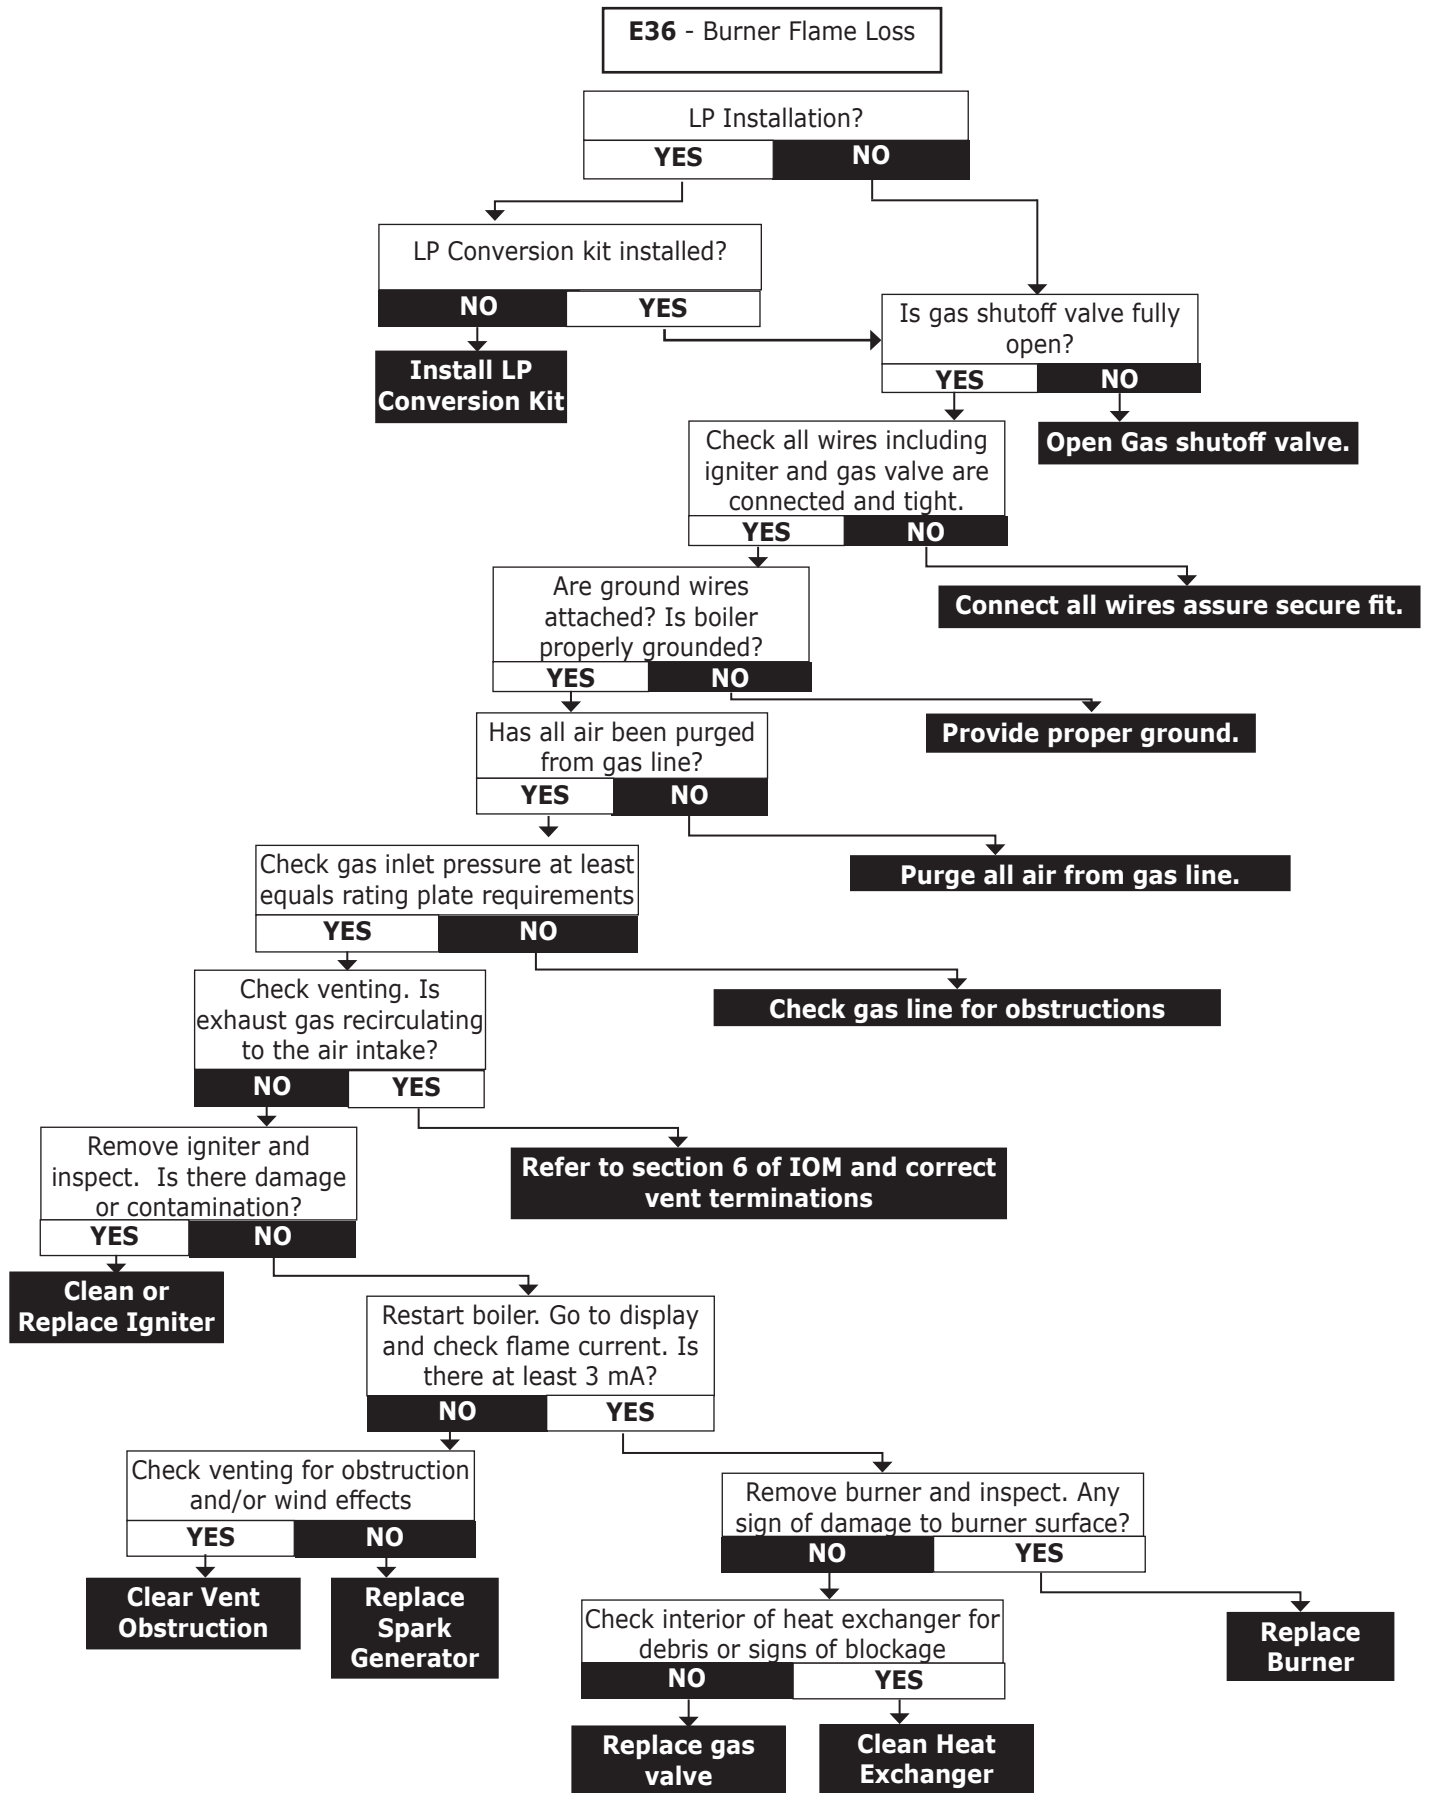 E36 - Burner Flame Loss
LP Installation?
YES
NO
LP Conversion kit installed?
NO
YES
Install LP
Conversion Kit
Is gas shutoff valve fully
open?
YES
NO
Open Gas shutoff valve.
Check all wires including
igniter and gas valve are
connected and tight.
YES
NO
Connect all wires assure secure fit.
Are ground wires
attached? Is boiler
properly grounded?
YES
NO
Provide proper ground.
Has all air been purged
from gas line?
YES
NO
Purge all air from gas line.
Check gas inlet pressure at least
equals rating plate requirements
YES
NO
Check gas line for obstructions
Check venting. Is
exhaust gas recirculating
to the air intake?
NO
YES
Refer to section 6 of IOM and correct
vent terminations
Remove igniter and
inspect.  Is there damage
or contamination?
YES
NO
Clean or
Replace Igniter
Restart boiler. Go to display
and check flame current. Is
there at least 3 mA?
NO
YES
Check venting for obstruction
and/or wind effects
YES
NO
Clear Vent
Obstruction
Replace
Spark
Generator
Remove burner and inspect. Any
sign of damage to burner surface?
NO
YES
Replace
Burner
Check interior of heat exchanger for
debris or signs of blockage
NO
YES
Replace gas
valve
Clean Heat
Exchanger